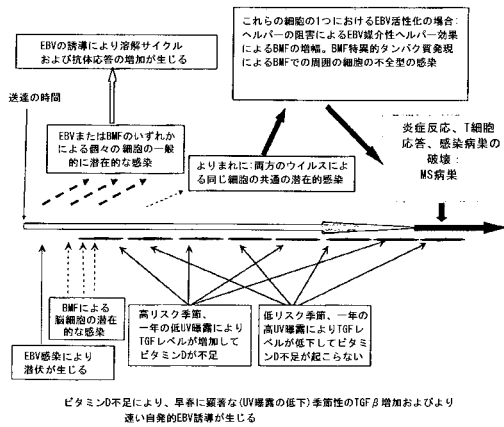 これらの細胞の1つにおけるEBV活性化の場合:
ヘルパーの阻害によるEBV媒介性ヘルパー効果
によるBMFの増幅。BMF特異的タンパク質発現
によるBMFでの周囲の細胞の不全型の感染
EBVの誘導により溶解サイクル
および抗体応答の増加が生じる
送達の時間
炎症反応、T細胞
応答、感染病巣の
破壊:
MS病巣
EBVまたはBMFのいずれか
による個々の細胞の一般
的に潜在的な感染
よりまれに:両方のウイルスによ
る同じ細胞の共通の潜在的感染
BMFによる
脳細胞の潜在
的な感染
高リスク季節、
一年の低UV曝露により
TGFレベルが増加して
ビタミンDが不足
低リスク季節、一年の
高UV曝露によりTGFレ
ベルが低下してビタミ
ンD不足が起こらない
EBV感染により
潜伏が生じる
ビタミンD不足により、早春に顕著な(UV曝露の低下)季節性のTGFβ増加およびより
速い自発的EBV誘導が生じる